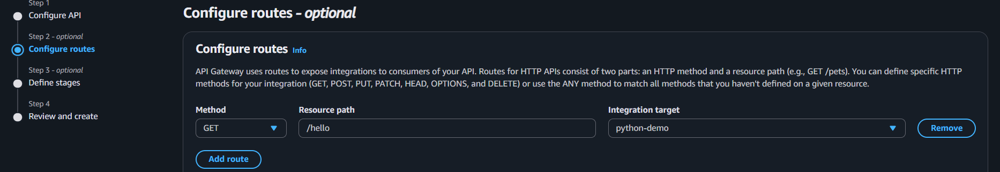 Step 1
Configure API
Step 2 - optional
Configure routes
Step 3 - optional
Define stages
Step 4
Review and create
Configure routes - optional
Configure routes Info
API Gateway uses routes to expose integrations to consumers of your API. Routes for HTTP APIs consist of two parts: an HTTP method and a resource path (e.g., GET /pets). You can define specific HTTP
methods for your integration (GET, POST, PUT, PATCH, HEAD, OPTIONS, and DELETE) or use the ANY method to match all methods that you haven't defined on a given resource.
Method Resource path Integration target
GET /hello python-demo Remove
Add route